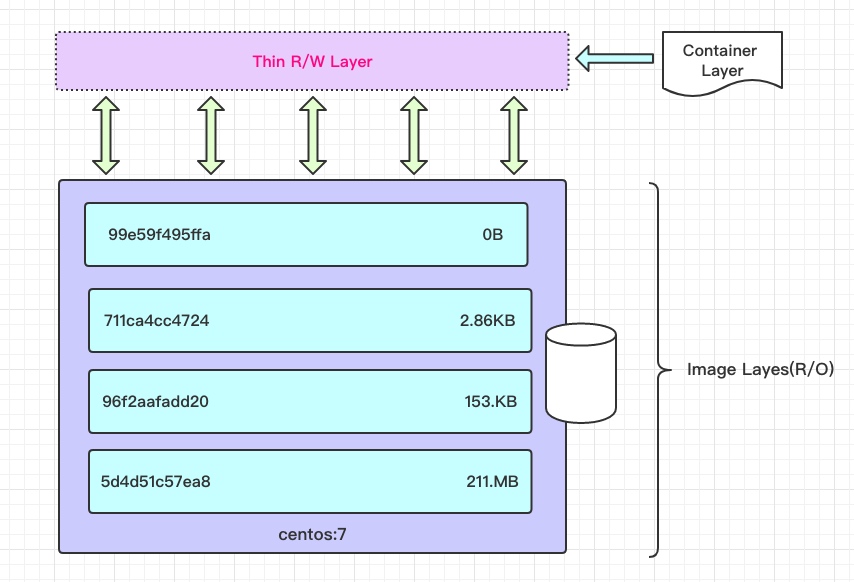 Thin R/W Layer
Container
Layer
99e59f495ffa 0B
711ca4cc4724 2.86KB
96f2aafadd20 153.KB
5d4d51c57ea8 211.MB
centos:7
Image Layes(R/O)